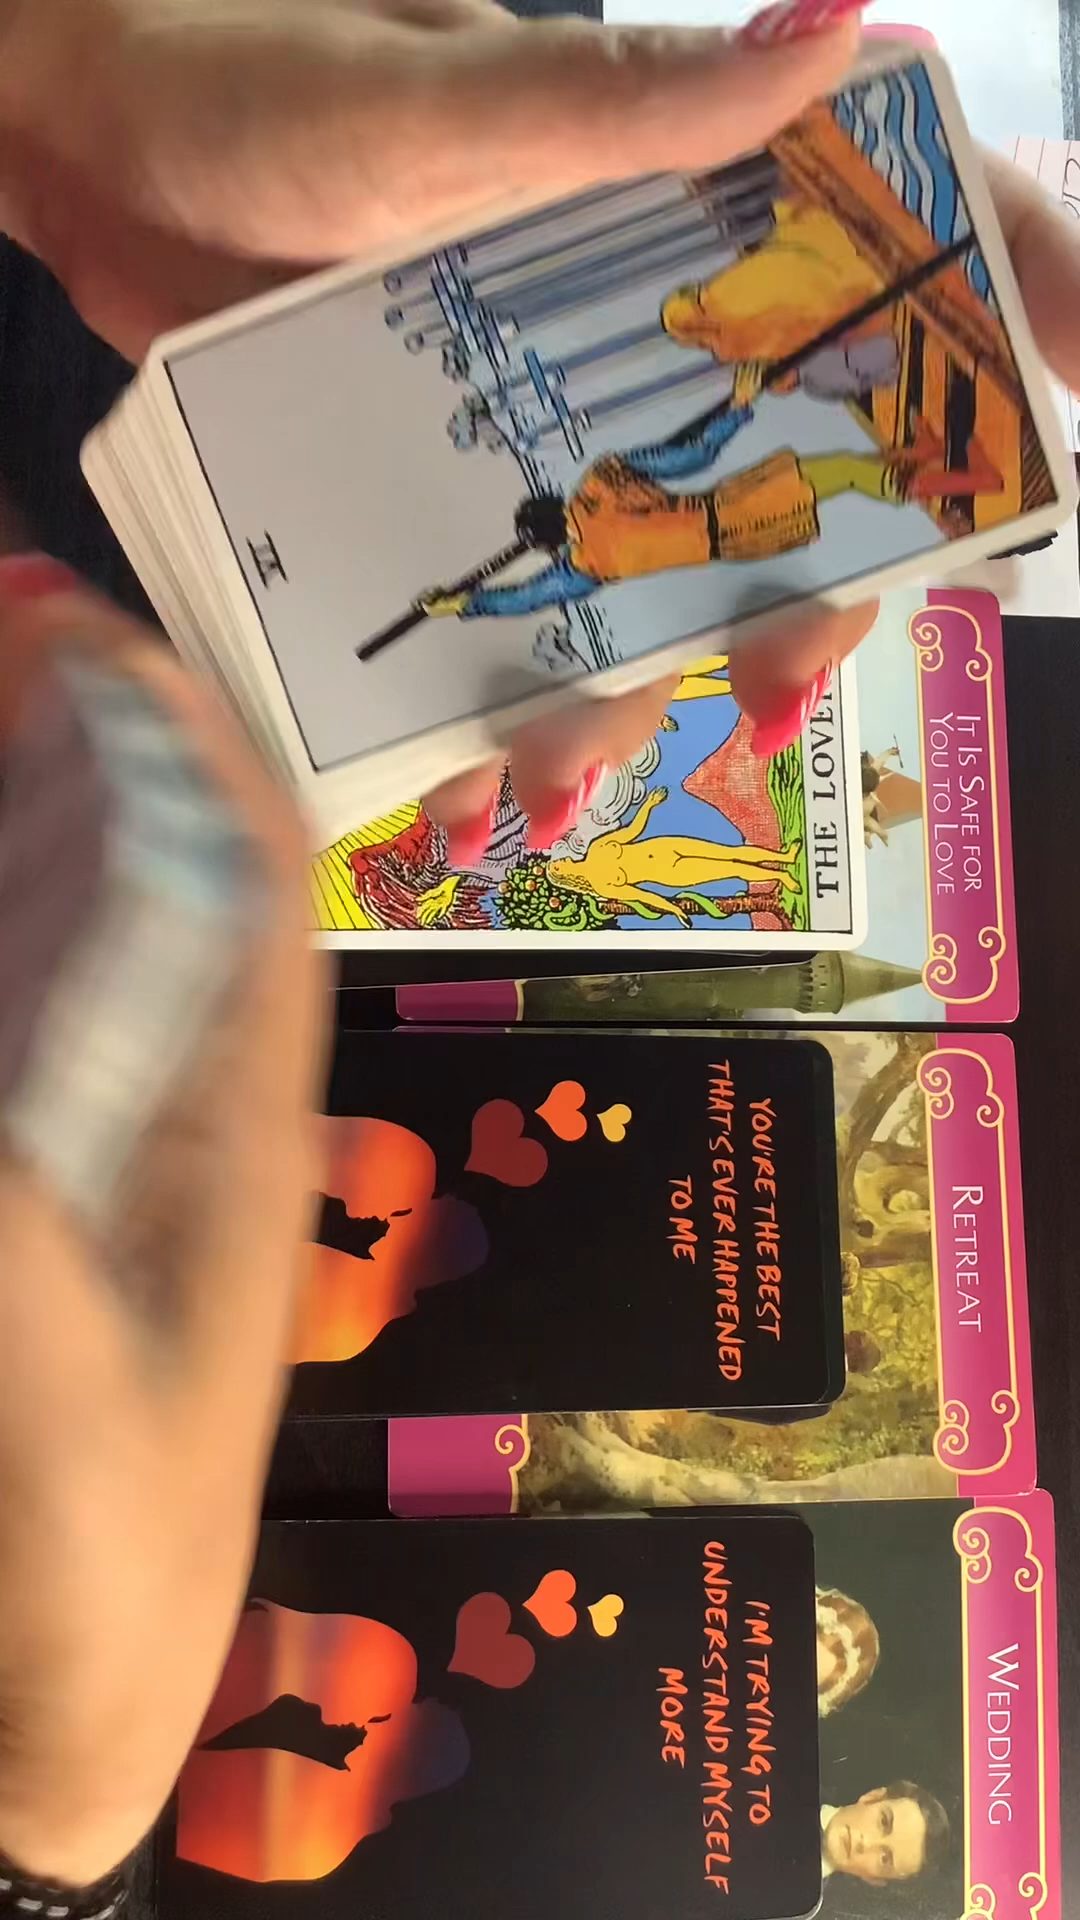 VI
THE LOVE
IT IS SAFE FOR
YOU TO LOVE
YOU'RE THE BEST
THAT'S EVER HAPPENED
TO ME
RETREAT
I'M TRYING TO
UNDERSTAND MYSELF
MORE
WEDDING